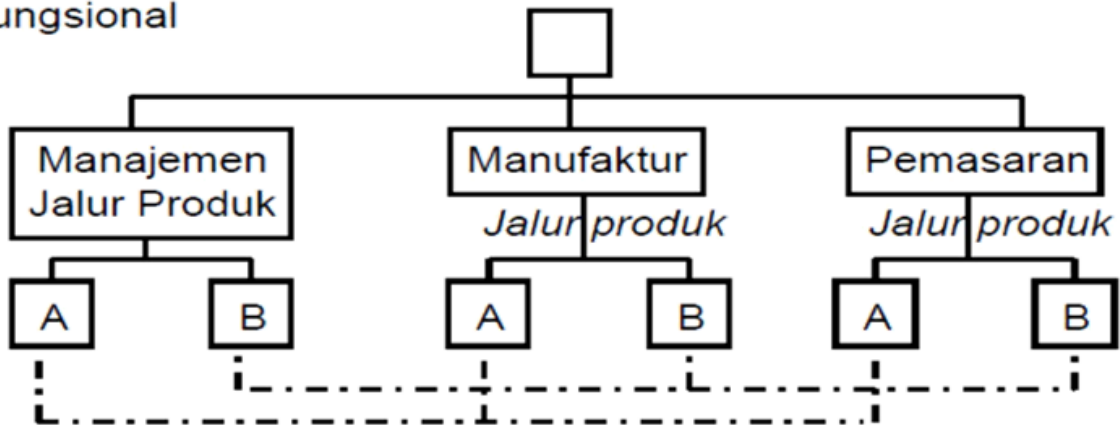 ungsional
Manajemen
Jalur Produk
Manufaktur
Pemasaran
Jalur produk
Jalur produk
A
B
A
B
A
B